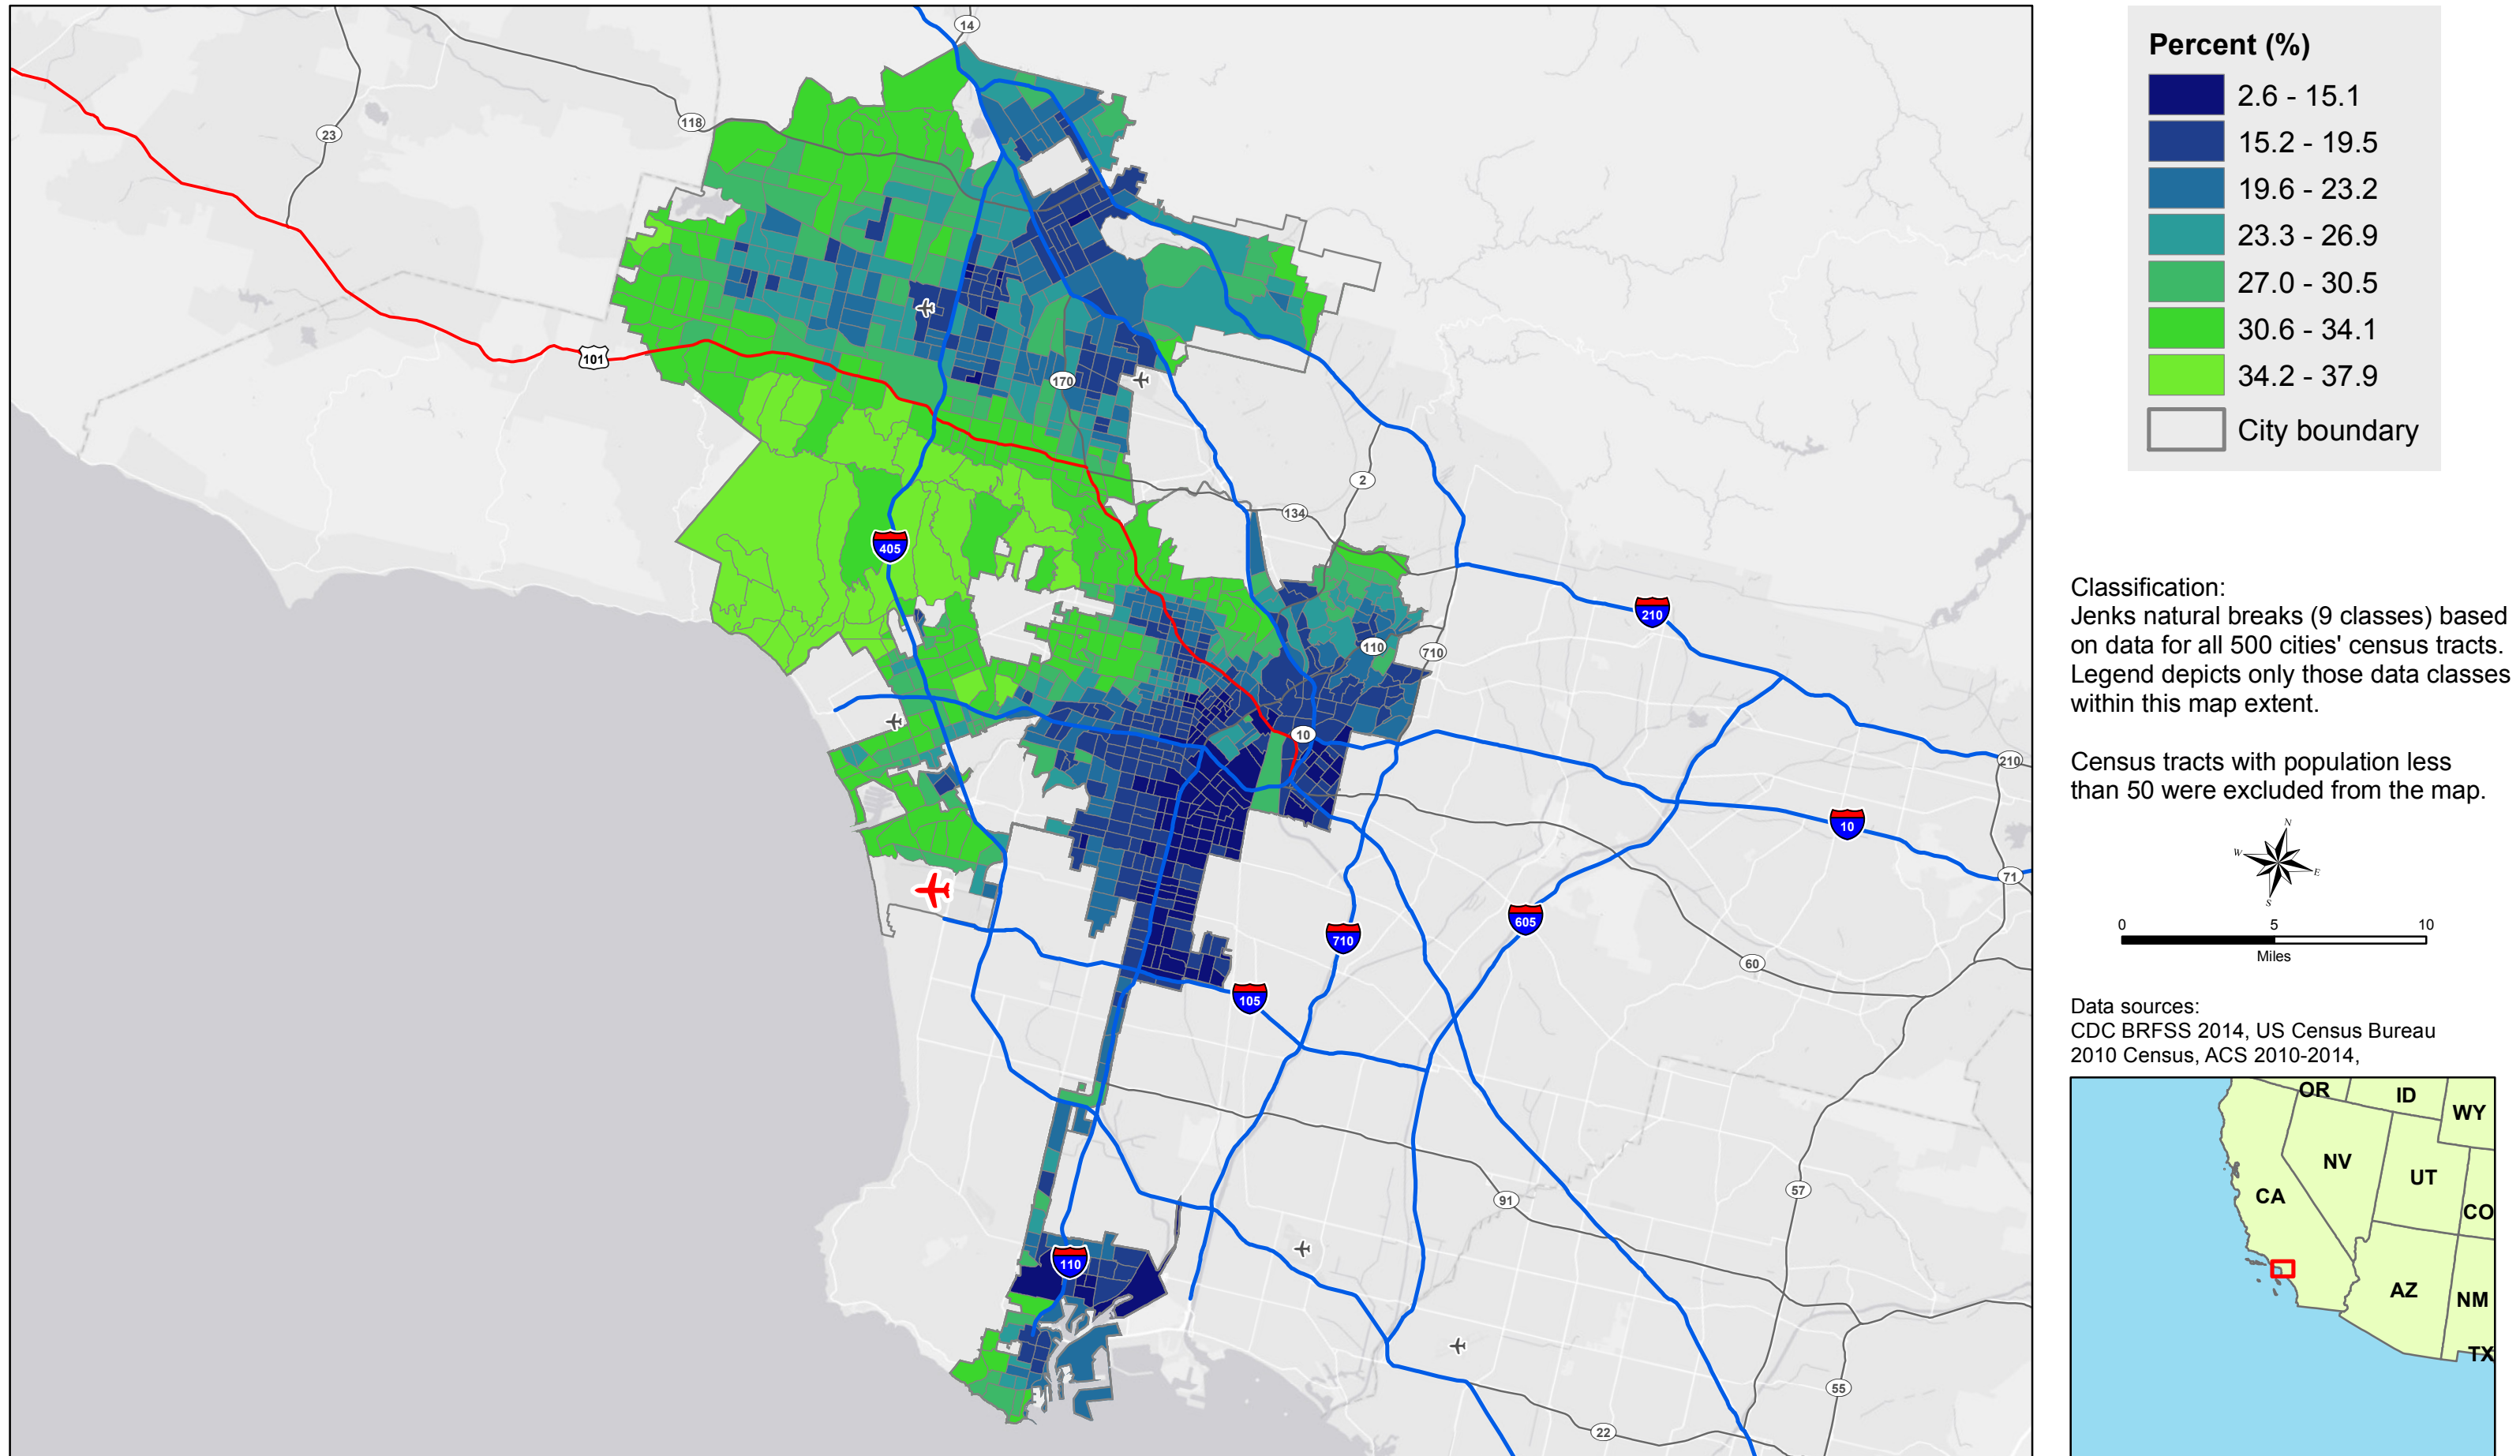 14
118
23
101
170
2
134
405
210
110
710
10
210
10
71
605
710
60
105
91
57
110
55
22
Percent (%)
2.6 - 15.1
15.2 - 19.5
19.6 - 23.2
23.3 - 26.9
27.0 - 30.5
30.6 - 34.1
34.2 - 37.9
City boundary
Classification:
Jenks natural breaks (9 classes) based
on data for all 500 cities' census tracts.
Legend depicts only those data classes
within this map extent.
Census tracts with population less
than 50 were excluded from the map.
N
W
E
S
0 5 10
Miles
Data sources:
CDC BRFSS 2014, US Census Bureau
2010 Census, ACS 2010-2014,
OR
ID
WY
NV
UT
CA
CO
AZ
NM
TX